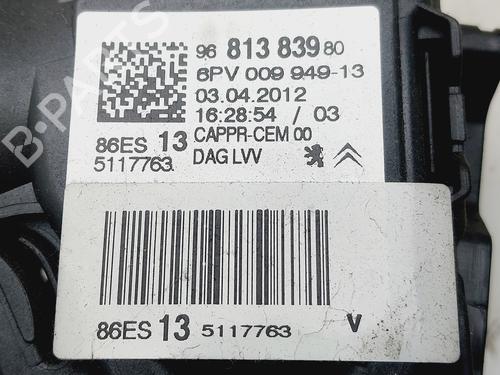 96 813 839 80
6PV 009 949-13
03.04.2012
16:28:54 / 03
86ES 13 CAPPR-CEM 00
5117763 DAG LVV
86ES 13 5117763 V
B-PARTS